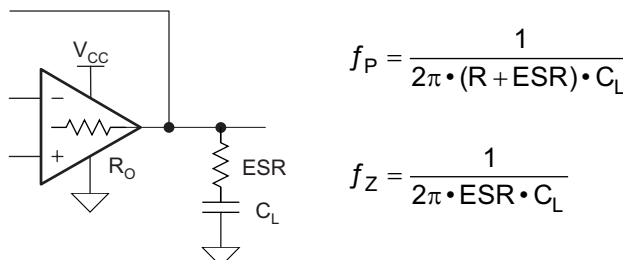 V_CC
−
+
R_O
ESR
C_L
f_P = 1 / (2π•(R+ESR)•C_L)
f_Z = 1 / (2π•ESR•C_L)